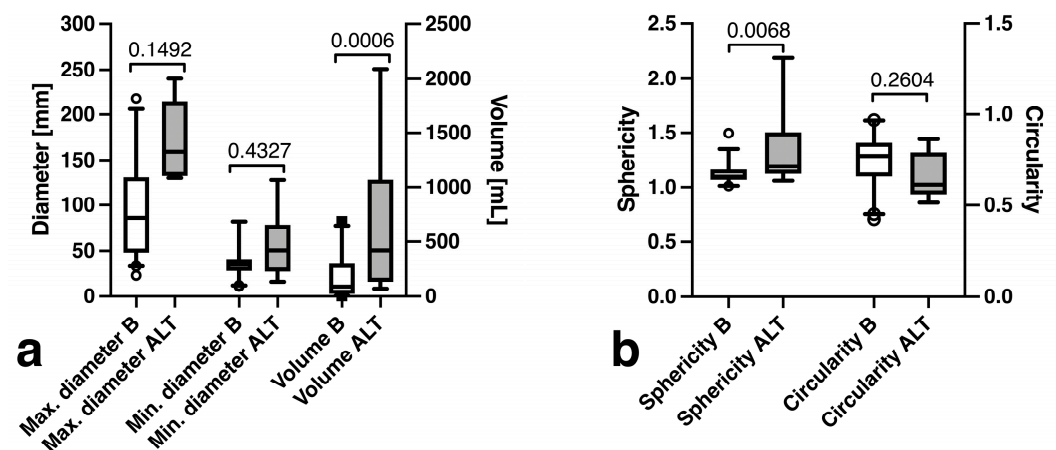 300
250
200
150
100
50
0
Diameter [mm]
0.1492
0.4327
0.0006
2500
2000
1500
1000
500
0
Volume [mL]
Max. diameter B
Max. diameter ALT
Min. diameter B
Min. diameter ALT
Volume B
Volume ALT
a
2.5
2.0
1.5
1.0
0.5
0.0
Sphericity
0.0068
0.2604
1.5
1.0
0.5
0.0
Circularity
Sphericity B
Sphericity ALT
Circularity B
Circularity ALT
b